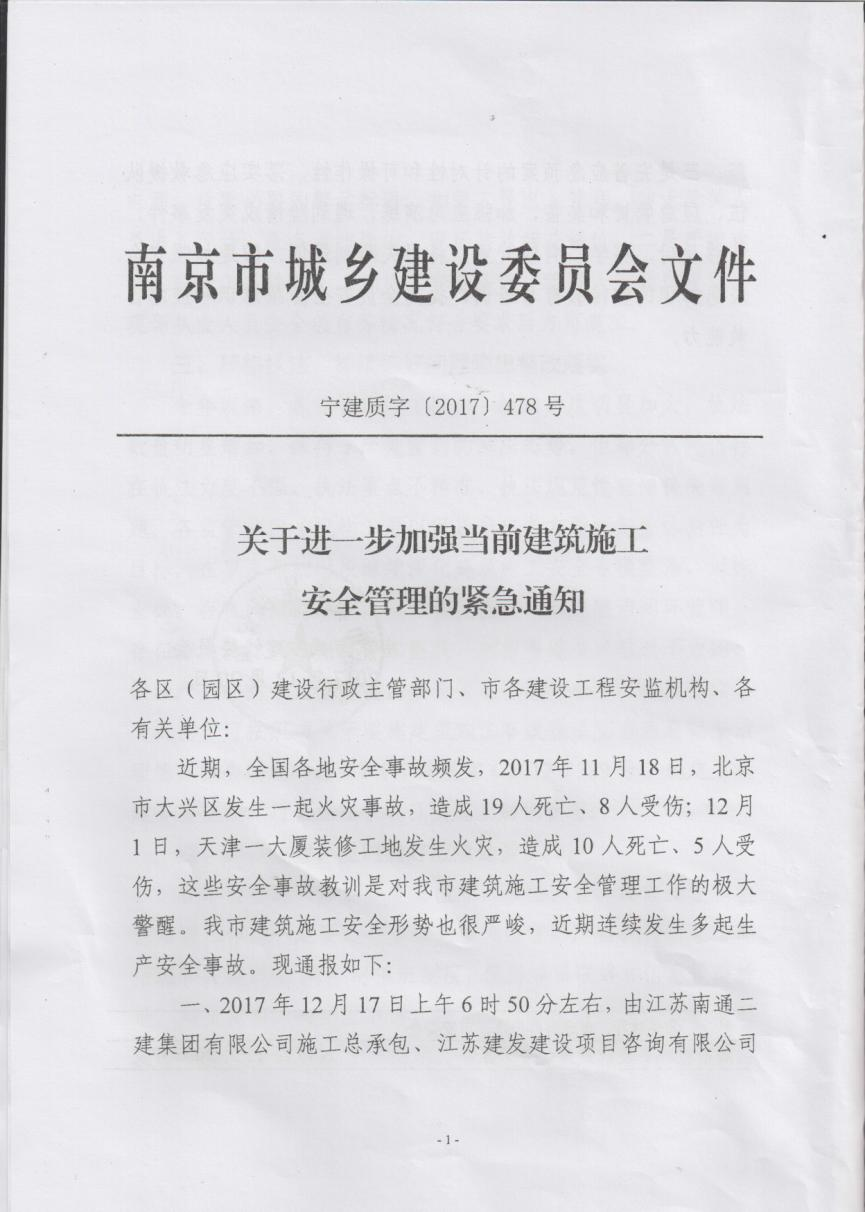 南京市城乡建设委员会文件
宁建质字〔2017〕478号
关于进一步加强当前建筑施工
安全管理的紧急通知
各区（园区）建设行政主管部门、市各建设工程安监机构、各
有关单位：
近期，全国各地安全事故频发，2017年11月18日，北京
市大兴区发生一起火灾事故，造成19人死亡、8人受伤；12月
1日，天津一大厦装修工地发生火灾，造成10人死亡、5人受
伤，这些安全事故教训是对我市建筑施工安全管理工作的极大
警醒。我市建筑施工安全形势也很严峻，近期连续发生多起生
产安全事故。现通报如下：
一、2017年12月17日上午6时50分左右，由江苏南通二
建集团有限公司施工总承包、江苏建发建设项目咨询有限公司
- 1 -